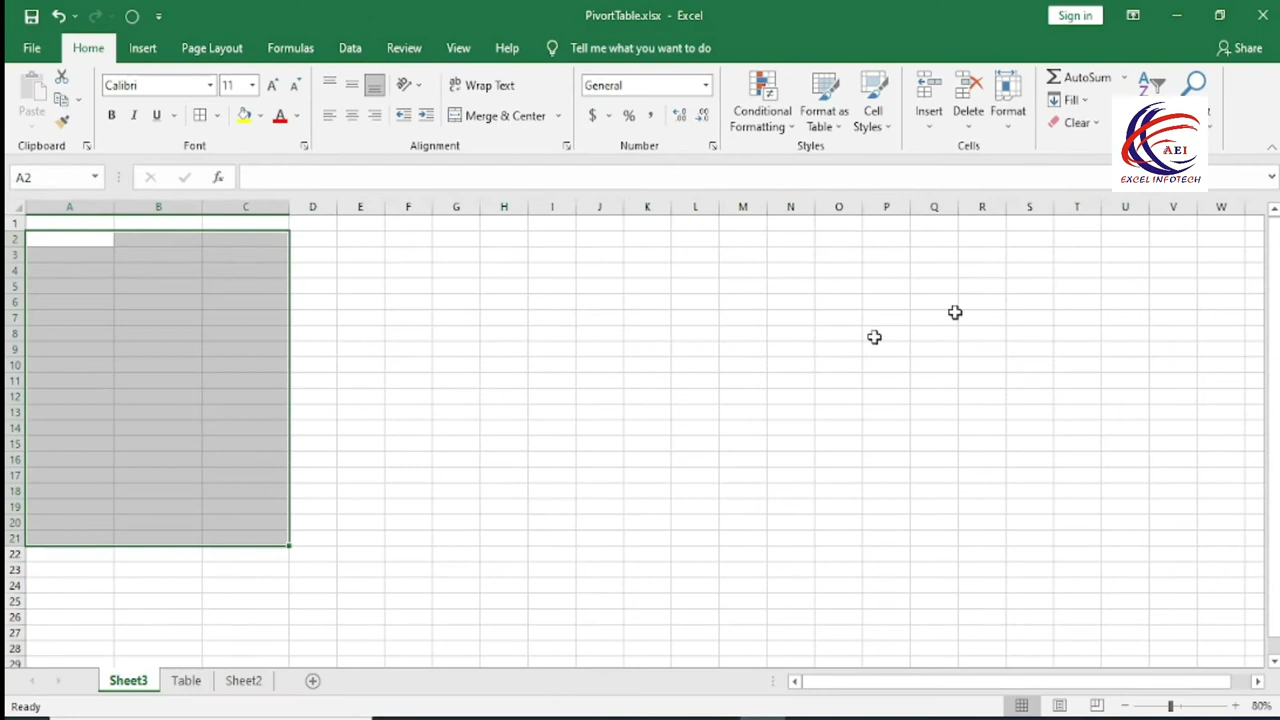 PivortTable.xlsx - Excel
Sign in
File Home Insert Page Layout Formulas Data Review View Help Tell me what you want to do Share
Paste
Calibri 11
B I U A
Wrap Text
Merge & Center
General
$ % ,
Conditional Formatting
Format as Table
Cell Styles
Insert Delete Format
AutoSum
Fill
Clear
Clipboard Font Alignment Number Styles Cells
AEI
EXCEL INFOTECH
A2 fx
A B C D E F G H I J K L M N O P Q R S T U V W
1
2
3
4
5
6
7
8
9
10
11
12
13
14
15
16
17
18
19
20
21
22
23
24
25
26
27
28
29
Sheet3 Table Sheet2
Ready 80%